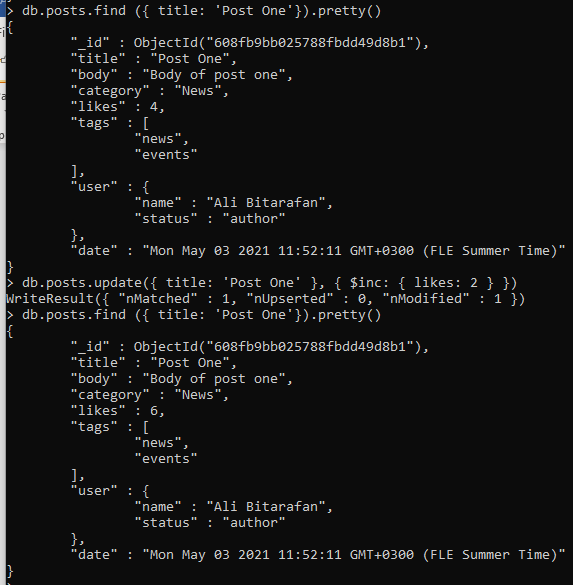 > db.posts.find ({ title: 'Post One'}).pretty()
{
        "_id" : ObjectId("608fb9bb025788fbdd49d8b1"),
        "title" : "Post One",
        "body" : "Body of post one",
        "category" : "News",
        "likes" : 4,
        "tags" : [
                "news",
                "events"
        ],
        "user" : {
                "name" : "Ali Bitarafan",
                "status" : "author"
        },
        "date" : "Mon May 03 2021 11:52:11 GMT+0300 (FLE Summer Time)"
}
> db.posts.update({ title: 'Post One' }, { $inc: { likes: 2 } })
WriteResult({ "nMatched" : 1, "nUpserted" : 0, "nModified" : 1 })
> db.posts.find ({ title: 'Post One'}).pretty()
{
        "_id" : ObjectId("608fb9bb025788fbdd49d8b1"),
        "title" : "Post One",
        "body" : "Body of post one",
        "category" : "News",
        "likes" : 6,
        "tags" : [
                "news",
                "events"
        ],
        "user" : {
                "name" : "Ali Bitarafan",
                "status" : "author"
        },
        "date" : "Mon May 03 2021 11:52:11 GMT+0300 (FLE Summer Time)"
}